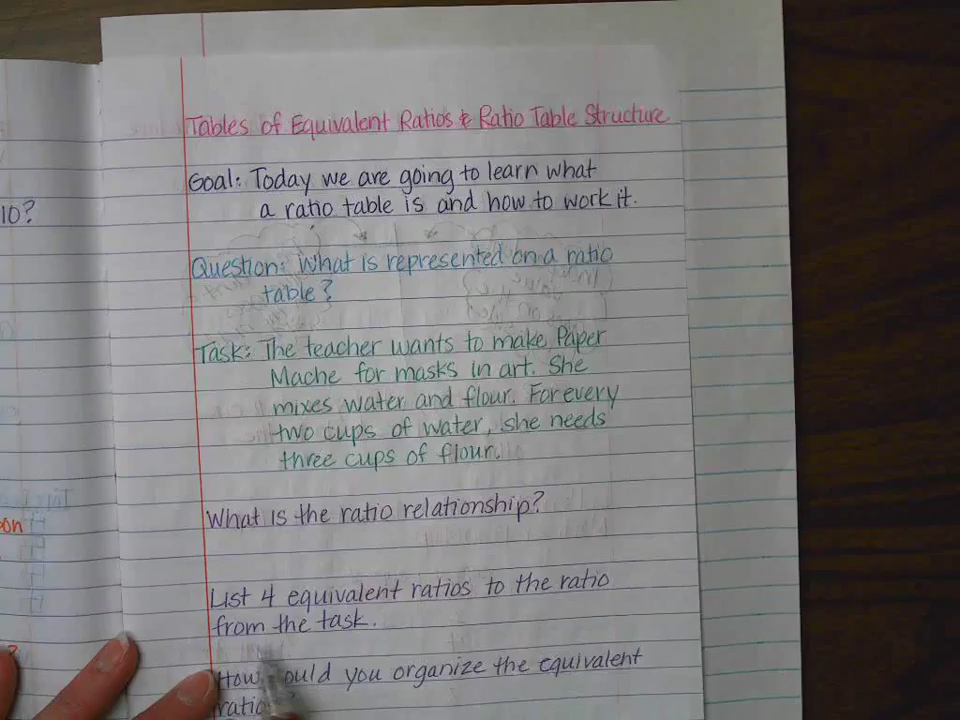 Tables of Equivalent Ratios & Ratio Table Structure
Goal: Today we are going to learn what
a ratio table is and how to work it.
10?
Question: What is represented on a ratio
table?
Task: The teacher wants to make Paper
Mache for masks in art. She
mixes water and flour. For every
two cups of water, she needs
three cups of flour.
What is the ratio relationship?
List 4 equivalent ratios to the ratio
from the task.
How would you organize the equivalent